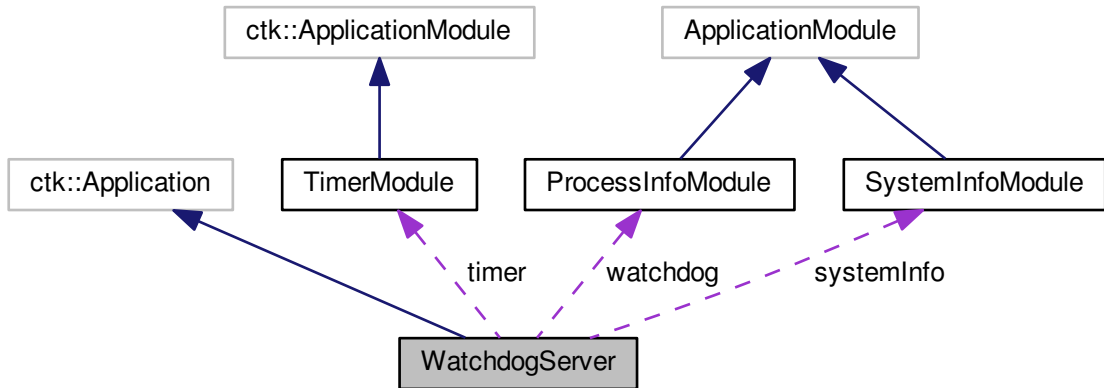 ctk::ApplicationModule
ApplicationModule
ctk::Application
TimerModule
ProcessInfoModule
SystemInfoModule
timer
watchdog
systemInfo
WatchdogServer